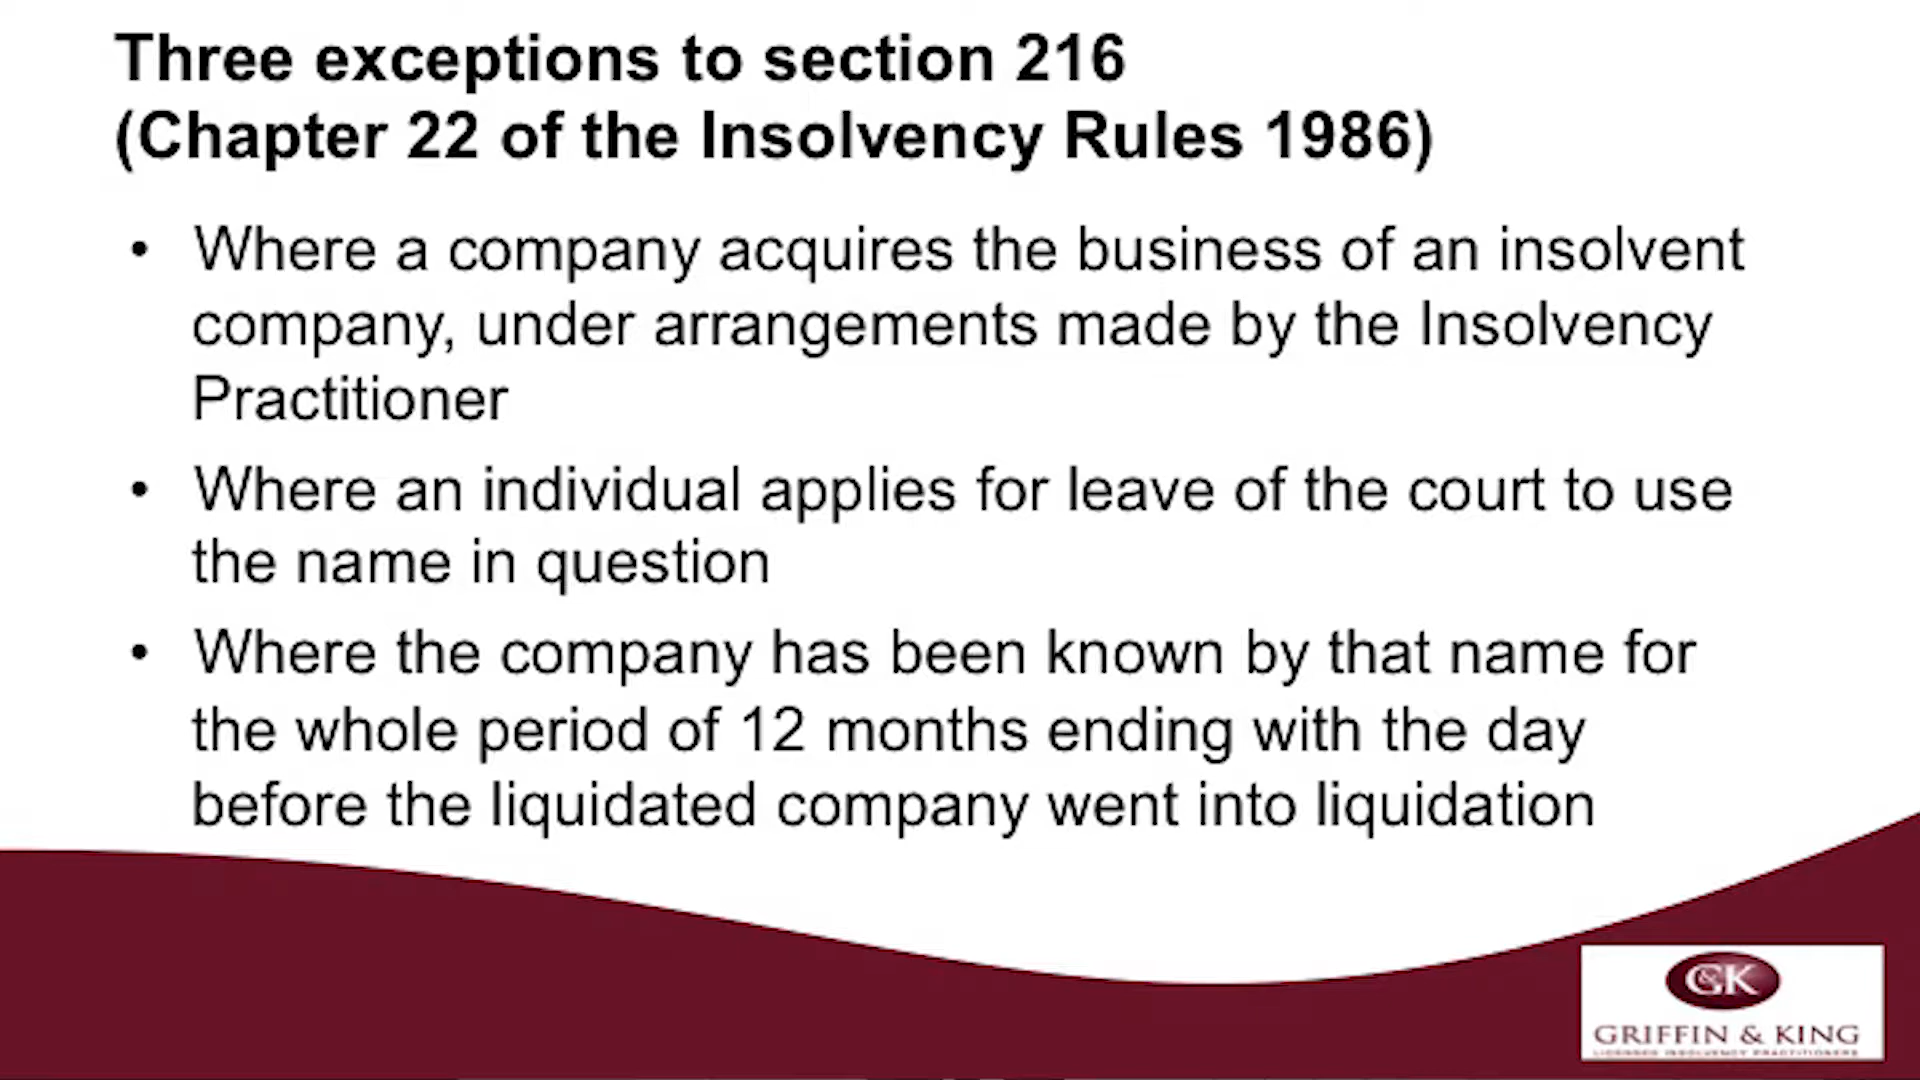 Three exceptions to section 216
(Chapter 22 of the Insolvency Rules 1986)
• Where a company acquires the business of an insolvent
company, under arrangements made by the Insolvency
Practitioner
• Where an individual applies for leave of the court to use
the name in question
• Where the company has been known by that name for
the whole period of 12 months ending with the day
before the liquidated company went into liquidation
G&K
GRIFFIN & KING
LICENSED INSOLVENCY PRACTITIONERS